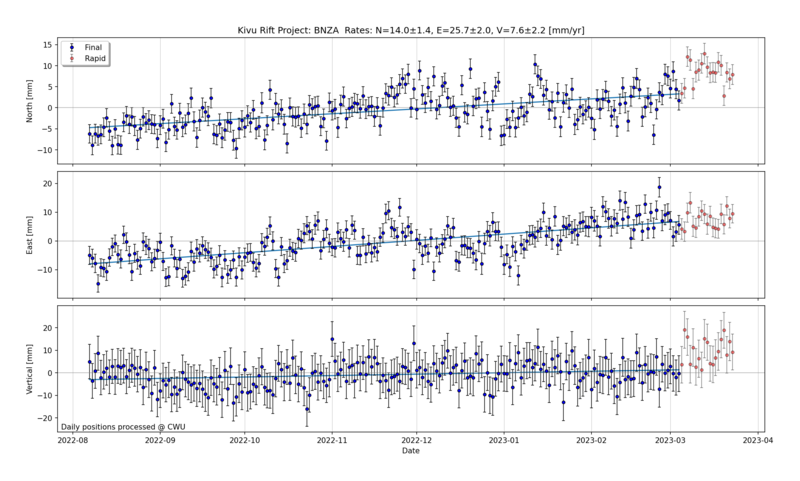 Kivu Rift Project: BNZA Rates: N=14.0±1.4, E=25.7±2.0, V=7.6±2.2 [mm/yr]
Final
Rapid
North [mm]
15
10
5
0
−5
−10
East [mm]
20
10
0
−10
Vertical [mm]
20
10
0
−10
−20
Daily positions processed @ CWU
2022-08 2022-09 2022-10 2022-11 2022-12 2023-01 2023-02 2023-03 2023-04
Date